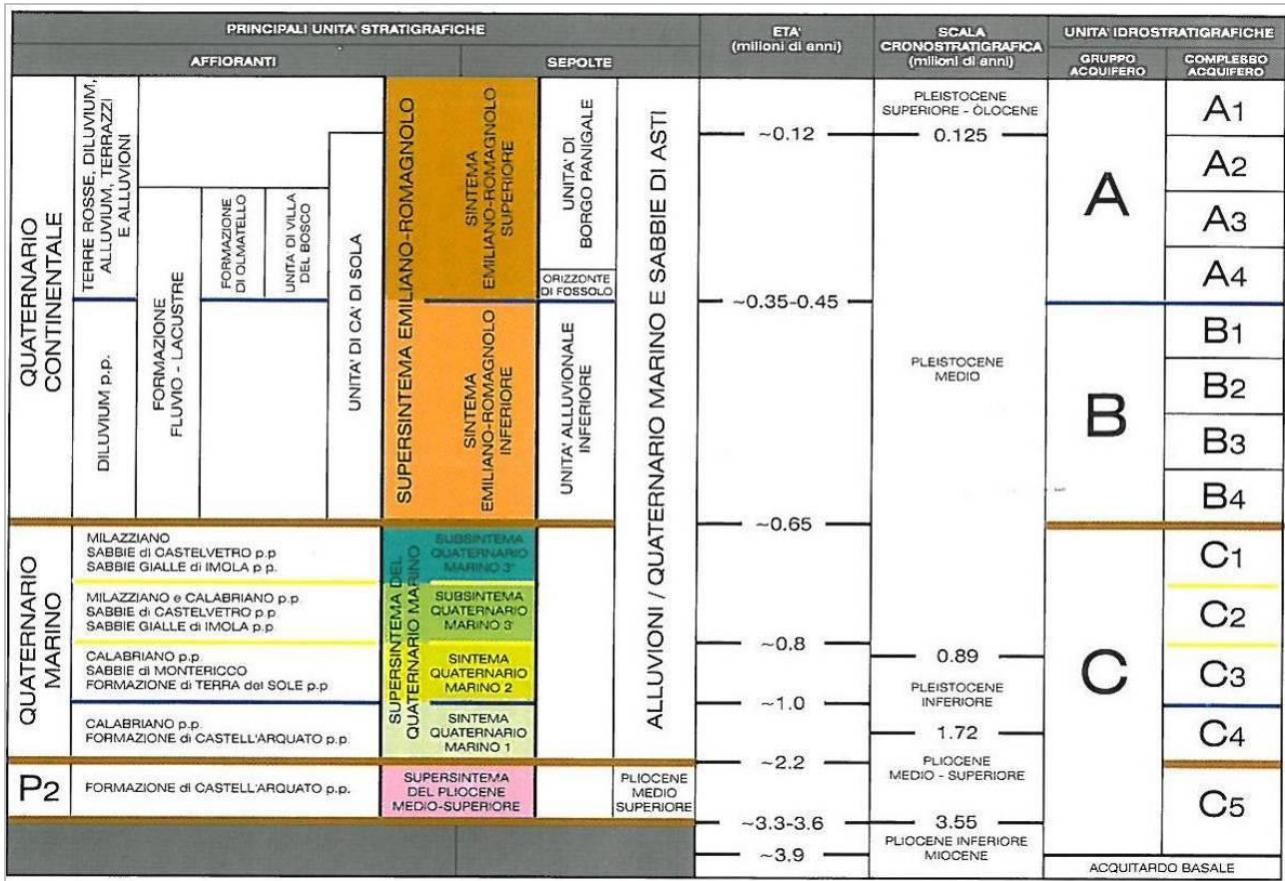 PRINCIPALI UNITA' STRATIGRAFICHE
AFFIORANTI
SEPOLTE
ETA'
(milioni di anni)
SCALA
CRONOSTRATIGRAFICA
(milioni di anni)
UNITA' IDROSTRATIGRAFICHE
GRUPPO
ACQUIFERO
COMPLESSO
ACQUIFERO
QUATERNARIO
CONTINENTALE
TERRE ROSSE, DILUVIUM,
ALLUVIUM, TERRAZZI
E ALLUVIONI
DILUVIUM p.p.
FORMAZIONE
FLUVIO - LACUSTRE
FORMAZIONE
DI OLMATELLO
UNITA' DI VILLA
DEL BOSCO
UNITA' DI CA' DI SOLA
SUPERSINTEMA EMILIANO-ROMAGNOLO
SINTEMA
EMILIANO-ROMAGNOLO
SUPERIORE
SINTEMA
EMILIANO-ROMAGNOLO
INFERIORE
UNITA' DI
BORGO PANIGALE
ORIZZONTE
DI FOSSOLO
UNITA' ALLUVIONALE
INFERIORE
ALLUVIONI / QUATERNARIO MARINO E SABBIE DI ASTI
QUATERNARIO
MARINO
MILAZZIANO
SABBIE di CASTELVETRO p.p
SABBIE GIALLE di IMOLA p.p.
MILAZZIANO e CALABRIANO p.p.
SABBIE di CASTELVETRO p.p.
SABBIE GIALLE di IMOLA p.p.
CALABRIANO p.p.
SABBIE di MONTERICCO
FORMAZIONE di TERRA del SOLE p.p
CALABRIANO p.p.
FORMAZIONE di CASTELL'ARQUATO p.p.
SUPERSINTEMA DEL
QUATERNARIO MARINO
SUBSINTEMA
QUATERNARIO
MARINO 3"
SUBSINTEMA
QUATERNARIO
MARINO 3'
SINTEMA
QUATERNARIO
MARINO 2
SINTEMA
QUATERNARIO
MARINO 1
P2
FORMAZIONE di CASTELL'ARQUATO p.p.
SUPERSINTEMA
DEL PLIOCENE
MEDIO-SUPERIORE
PLIOCENE
MEDIO
SUPERIORE
~0.12
~0.35-0.45
~0.65
~0.8
~1.0
~2.2
~3.3-3.6
~3.9
PLEISTOCENE
SUPERIORE - OLOCENE
0.125
PLEISTOCENE
MEDIO
0.89
PLEISTOCENE
INFERIORE
1.72
PLIOCENE
MEDIO - SUPERIORE
3.55
PLIOCENE INFERIORE
MIOCENE
A
B
C
A1
A2
A3
A4
B1
B2
B3
B4
C1
C2
C3
C4
C5
ACQUITARDO BASALE